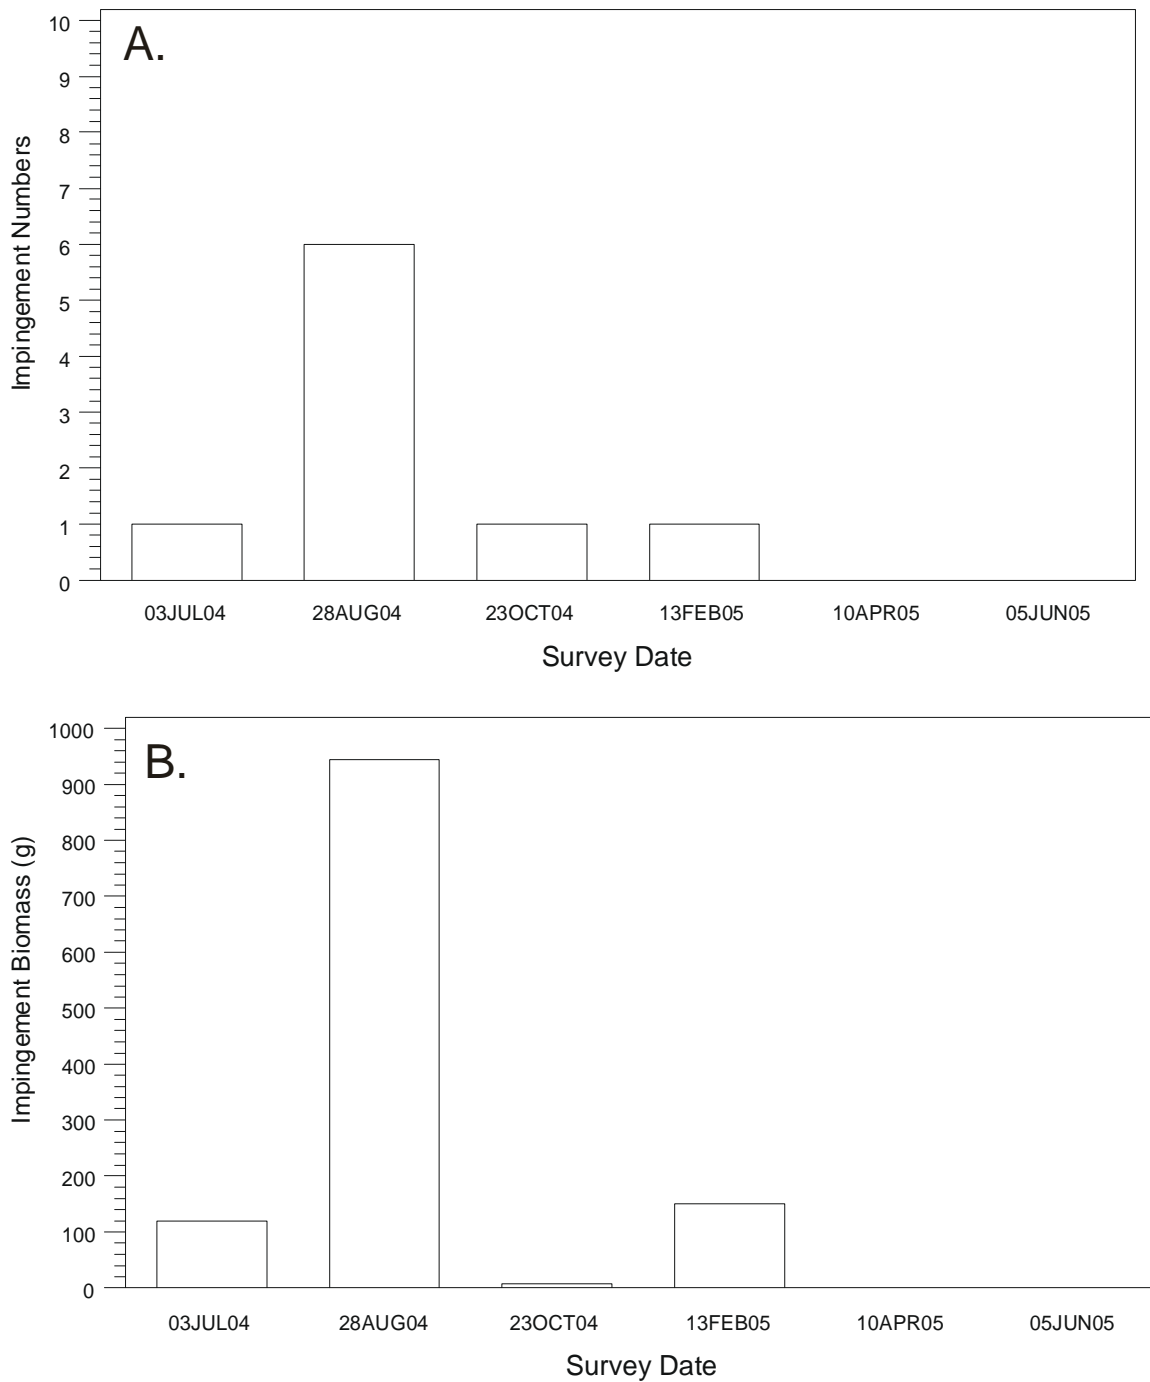 A.
Impingement Numbers
10
9
8
7
6
5
4
3
2
1
0
03JUL04 28AUG04 23OCT04 13FEB05 10APR05 05JUN05
Survey Date
B.
Impingement Biomass (g)
1000
900
800
700
600
500
400
300
200
100
0
03JUL04 28AUG04 23OCT04 13FEB05 10APR05 05JUN05
Survey Date